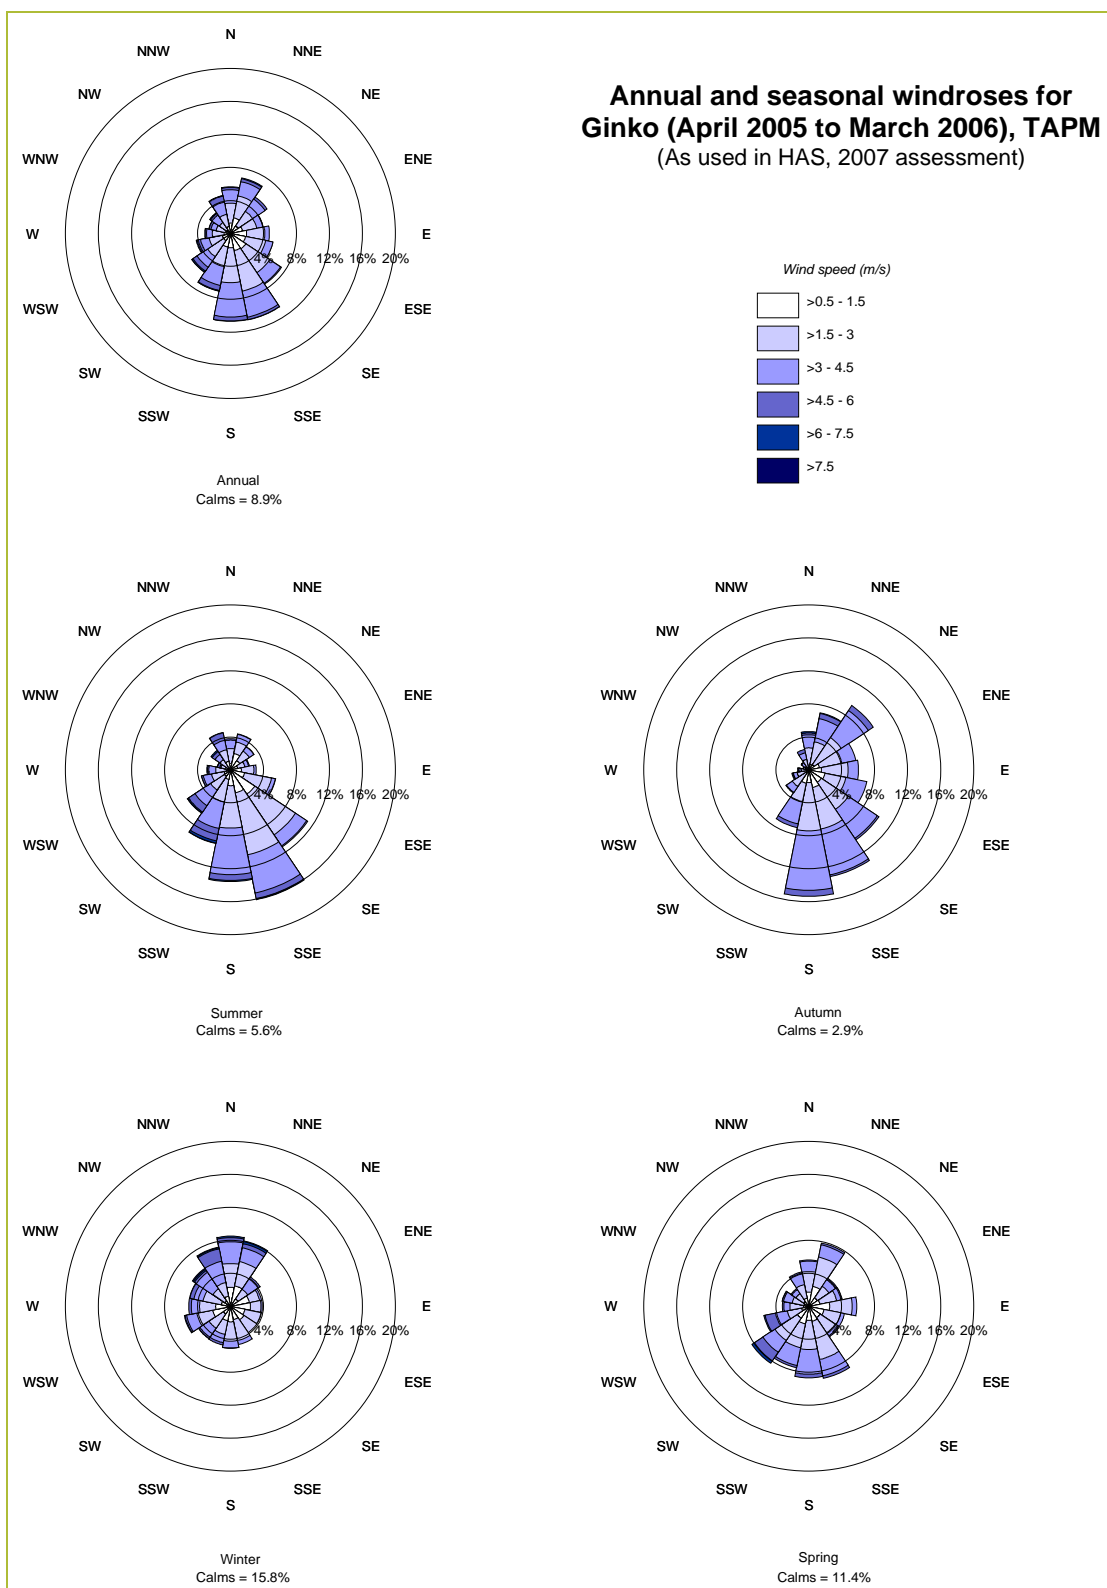 Annual and seasonal windroses for
Ginko (April 2005 to March 2006), TAPM
(As used in HAS, 2007 assessment)
N
NNW NNE
NW NE
WNW ENE
W E
4% 8% 12% 16% 20%
WSW ESE
SW SE
SSW SSE
S
Annual
Calms = 8.9%
Wind speed (m/s)
>0.5 - 1.5
>1.5 - 3
>3 - 4.5
>4.5 - 6
>6 - 7.5
>7.5
N
NNW NNE
NW NE
WNW ENE
W E
4% 8% 12% 16% 20%
WSW ESE
SW SE
SSW SSE
S
Summer
Calms = 5.6%
N
NNW NNE
NW NE
WNW ENE
W E
4% 8% 12% 16% 20%
WSW ESE
SW SE
SSW SSE
S
Autumn
Calms = 2.9%
N
NNW NNE
NW NE
WNW ENE
W E
4% 8% 12% 16% 20%
WSW ESE
SW SE
SSW SSE
S
Winter
Calms = 15.8%
N
NNW NNE
NW NE
WNW ENE
W E
4% 8% 12% 16% 20%
WSW ESE
SW SE
SSW SSE
S
Spring
Calms = 11.4%